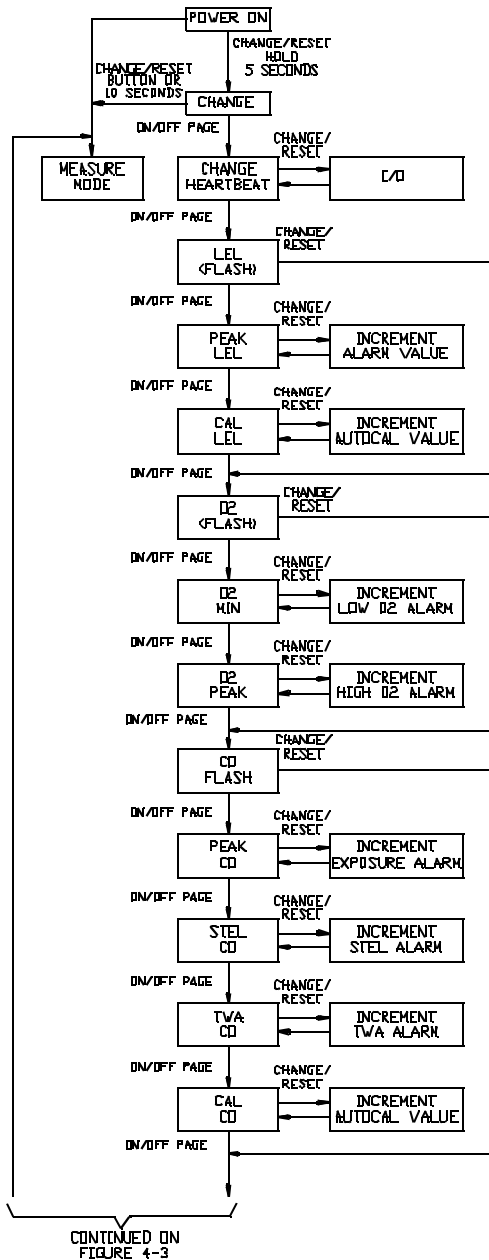 POWER ON
CHANGE/RESET
HOLD
5 SECONDS
CHANGE/RESET
BUTTON OR
10 SECONDS
CHANGE
ON/OFF PAGE
MEASURE
MODE
CHANGE
HEARTBEAT
CHANGE/
RESET
C/O
ON/OFF PAGE
CHANGE/
RESET
LEL
(FLASH)
ON/OFF PAGE
CHANGE/
RESET
PEAK
LEL
INCREMENT
ALARM VALUE
ON/OFF PAGE
CHANGE/
RESET
CAL
LEL
INCREMENT
AUTOCAL VALUE
ON/OFF PAGE
CHANGE/
RESET
O2
(FLASH)
ON/OFF PAGE
CHANGE/
RESET
O2
MIN
INCREMENT
LOW O2 ALARM
ON/OFF PAGE
CHANGE/
RESET
O2
PEAK
INCREMENT
HIGH O2 ALARM
ON/OFF PAGE
CHANGE/
RESET
CO
FLASH
ON/OFF PAGE
CHANGE/
RESET
PEAK
CO
INCREMENT
EXPOSURE ALARM
ON/OFF PAGE
CHANGE/
RESET
STEL
CO
INCREMENT
STEL ALARM
ON/OFF PAGE
CHANGE/
RESET
TWA
CO
INCREMENT
TWA ALARM
ON/OFF PAGE
CHANGE/
RESET
CAL
CO
INCREMENT
AUTOCAL VALUE
ON/OFF PAGE
CONTINUED ON
FIGURE 4-3